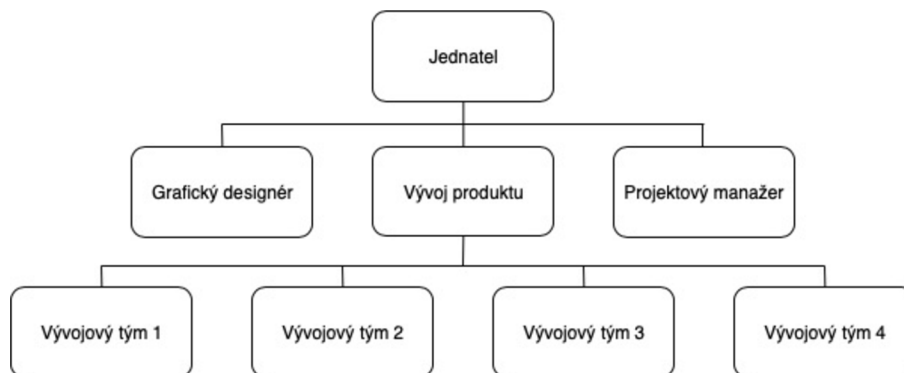 Jednatel
Grafický designér
Vývoj produktu
Projektový manažer
Vývojový tým 1
Vývojový tým 2
Vývojový tým 3
Vývojový tým 4